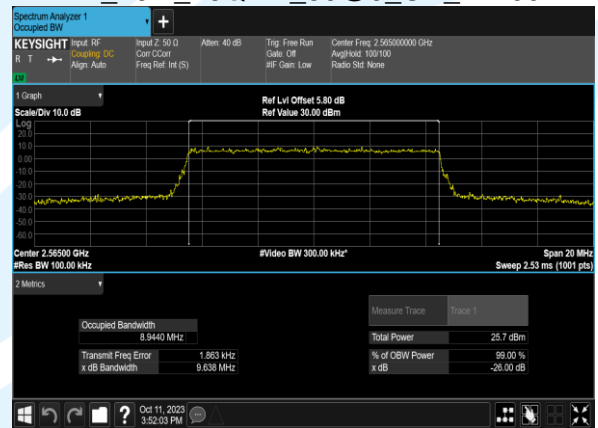 Spectrum Analyzer 1
Occupied BW
+
KEYSIGHT Input: RF Input Z: 50 Ω Atten: 40 dB Trig: Free Run Center Freq: 2.565000000 GHz
R T Coupling: DC Corr CCorr Gate: Off Avg|Hold: 100/100
Align: Auto Freq Ref: Int (S) #IF Gain: Low Radio Std: None
1 Graph
Ref Lvl Offset 5.80 dB
Scale/Div 10.0 dB Ref Value 30.00 dBm
Log
20.0
10.0
0.00
-10.0
-20.0
-30.0
-40.0
-50.0
-60.0
Center 2.56500 GHz #Video BW 300.00 kHz* Span 20 MHz
#Res BW 100.00 kHz Sweep 2.53 ms (1001 pts)
2 Metrics
Measure Trace Trace 1
Occupied Bandwidth
8.9440 MHz Total Power 25.7 dBm
Transmit Freq Error 1.863 kHz % of OBW Power 99.00 %
x dB Bandwidth 9.638 MHz x dB -26.00 dB
? Oct 11, 2023
3:52:03 PM